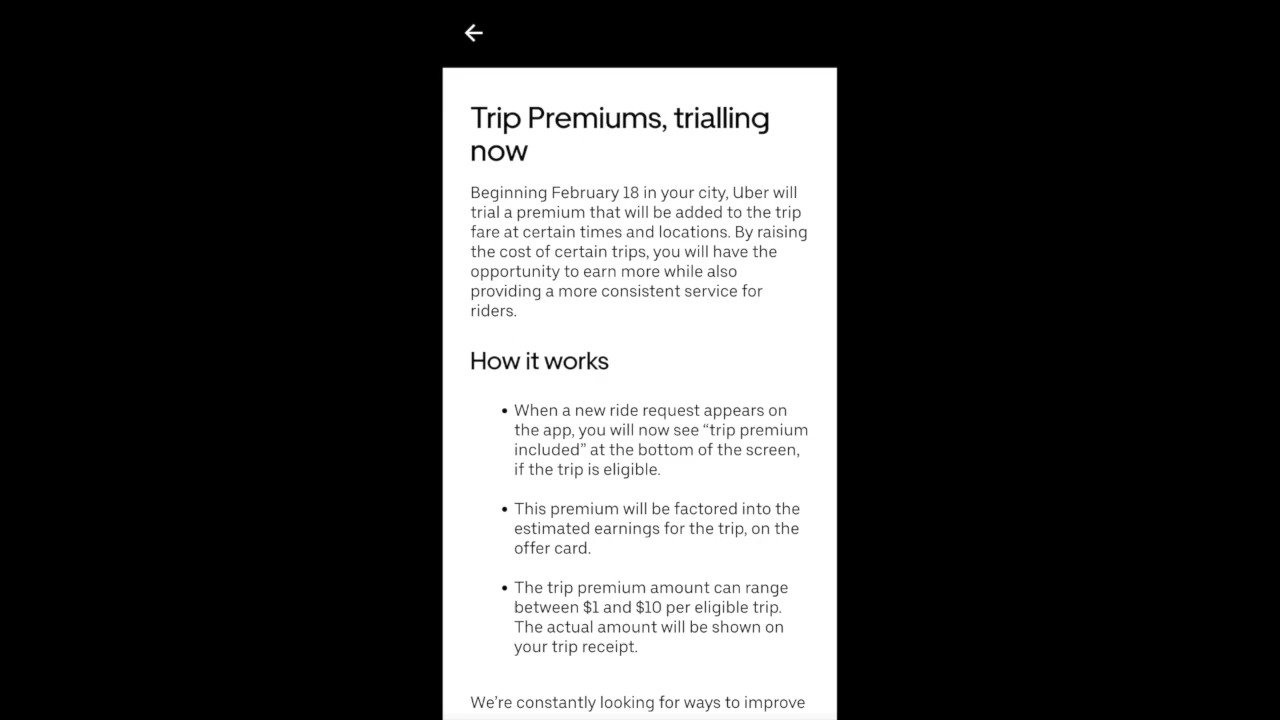 Trip Premiums, trialling
now
Beginning February 18 in your city, Uber will
trial a premium that will be added to the trip
fare at certain times and locations. By raising
the cost of certain trips, you will have the
opportunity to earn more while also
providing a more consistent service for
riders.
How it works
• When a new ride request appears on
the app, you will now see “trip premium
included” at the bottom of the screen,
if the trip is eligible.
• This premium will be factored into the
estimated earnings for the trip, on the
offer card.
• The trip premium amount can range
between $1 and $10 per eligible trip.
The actual amount will be shown on
your trip receipt.
We’re constantly looking for ways to improve